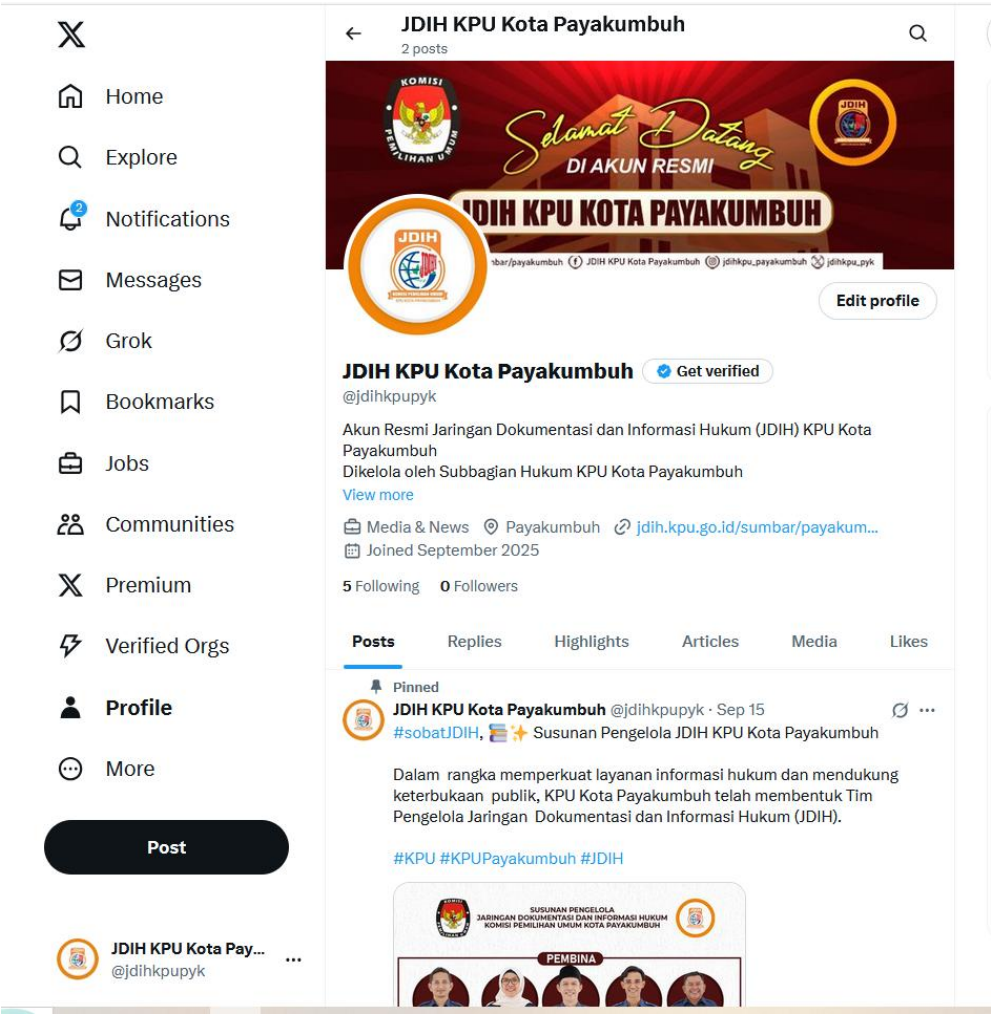 JDIH KPU Kota Payakumbuh
2 posts
Home
Explore
2
Notifications
Messages
Grok
Bookmarks
Jobs
Communities
Premium
Verified Orgs
Profile
More
Post
JDIH KPU Kota Pay...
@jdihkpupyk
KOMISI
PEMILIHAN UMUM
Selamat Datang
DI AKUN RESMI
JDIH KPU KOTA PAYAKUMBUH
JDIH
bar/payakumbuh JDIH KPU Kota Payakumbuh jdihkpu_payakumbuh jdihkpu_pyk
JDIH
Edit profile
JDIH KPU Kota Payakumbuh Get verified
@jdihkpupyk
Akun Resmi Jaringan Dokumentasi dan Informasi Hukum (JDIH) KPU Kota
Payakumbuh
Dikelola oleh Subbagian Hukum KPU Kota Payakumbuh
View more
Media & News Payakumbuh jdih.kpu.go.id/sumbar/payakum...
Joined September 2025
5 Following 0 Followers
Posts Replies Highlights Articles Media Likes
Pinned
JDIH KPU Kota Payakumbuh @jdihkpupyk · Sep 15
#sobatJDIH, Susunan Pengelola JDIH KPU Kota Payakumbuh
Dalam rangka memperkuat layanan informasi hukum dan mendukung
keterbukaan publik, KPU Kota Payakumbuh telah membentuk Tim
Pengelola Jaringan Dokumentasi dan Informasi Hukum (JDIH).
#KPU #KPUPayakumbuh #JDIH
SUSUNAN PENGELOLA
JARINGAN DOKUMENTASI DAN INFORMASI HUKUM
KOMISI PEMILIHAN UMUM KOTA PAYAKUMBUH
PEMBINA